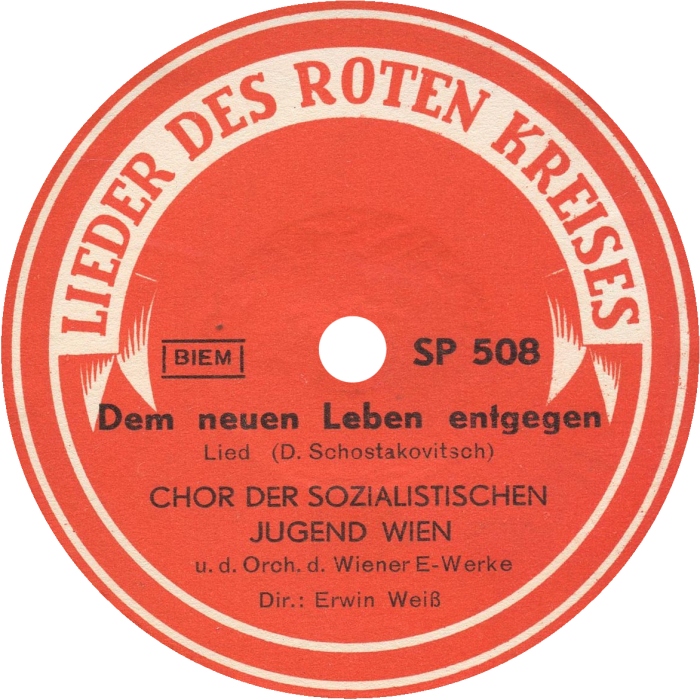 LIEDER DES ROTEN KREISES
BIEM
SP 508
Dem neuen Leben entgegen
Lied (D. Schostakovitsch)
CHOR DER SOZIALISTISCHEN
JUGEND WIEN
u. d. Orch. d. Wiener E-Werke
Dir.: Erwin Weiß